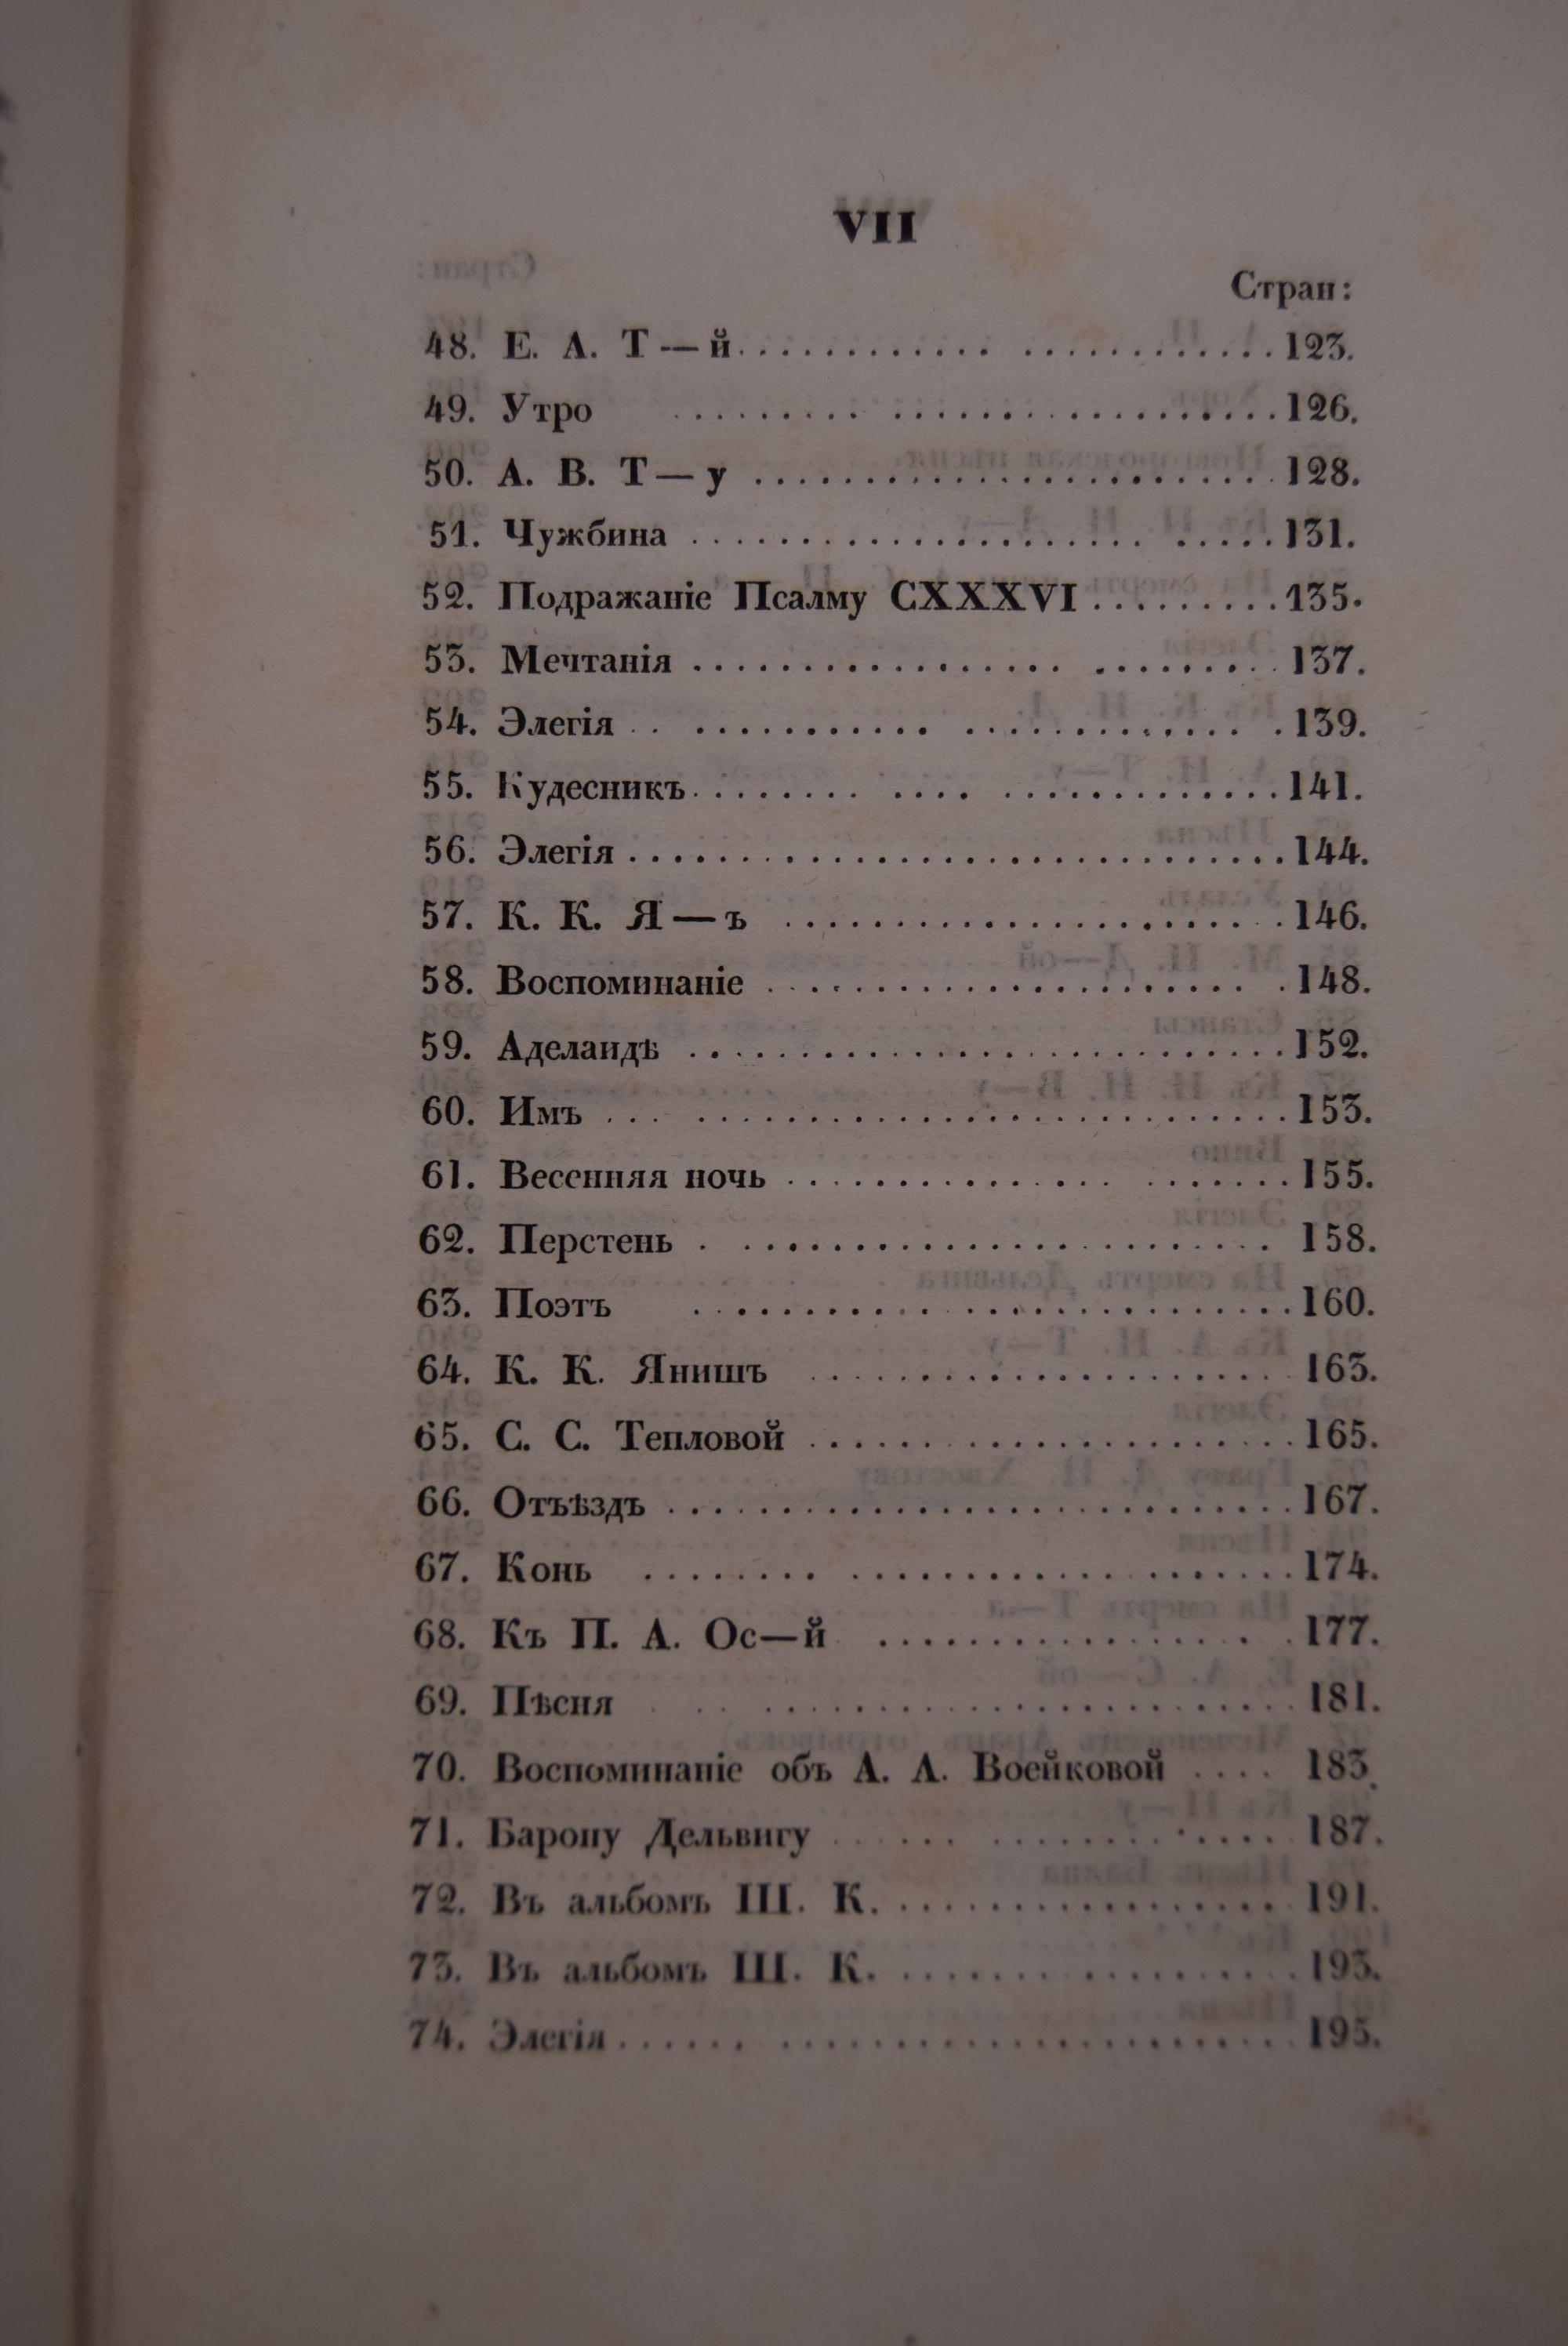 VII
Стран:
48. Е. А. Т—й......................... 123.
49. Утро ......................... 126.
50. А. В. Т—у ......................... 128.
51. Чужбина ......................... 131.
52. Подражаніе Псалму CXXXVI ......... 135.
53. Мечтанія ......................... 137.
54. Элегія ......................... 139.
55. Кудесникъ......................... 141.
56. Элегія ......................... 144.
57. К. К. Я—ъ ......................... 146.
58. Воспоминаніе ......................... 148.
59. Аделаидѣ ......................... 152.
60. Имъ ......................... 153.
61. Весенняя ночь ......................... 155.
62. Перстень ......................... 158.
63. Поэтъ ......................... 160.
64. К. К. Янишъ ......................... 163.
65. С. С. Тепловой ......................... 165.
66. Отъѣздъ ......................... 167.
67. Конь ......................... 174.
68. Къ П. А. Ос—й ......................... 177.
69. Пѣсня ......................... 181.
70. Воспоминаніе объ А. А. Воейковой .... 183.
71. Барону Дельвигу ......................... 187.
72. Въ альбомъ Ш. К. ......................... 191.
73. Въ альбомъ Ш. К. ......................... 193.
74. Элегія ......................... 195.